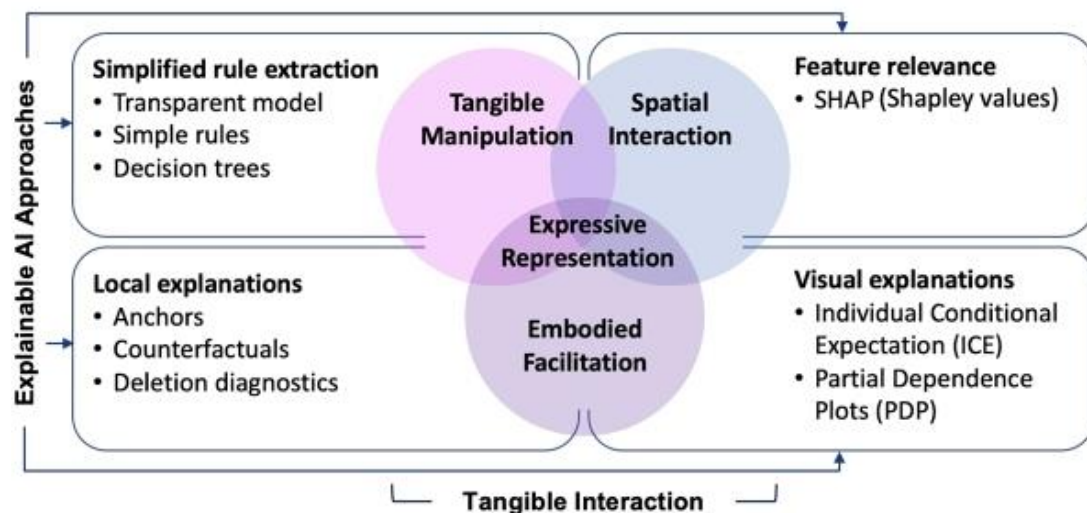 Explainable AI Approaches
Simplified rule extraction
• Transparent model
• Simple rules
• Decision trees
Tangible
Manipulation
Spatial
Interaction
Feature relevance
• SHAP (Shapley values)
Expressive
Representation
Local explanations
• Anchors
• Counterfactuals
• Deletion diagnostics
Embodied
Facilitation
Visual explanations
• Individual Conditional
Expectation (ICE)
• Partial Dependence
Plots (PDP)
Tangible Interaction